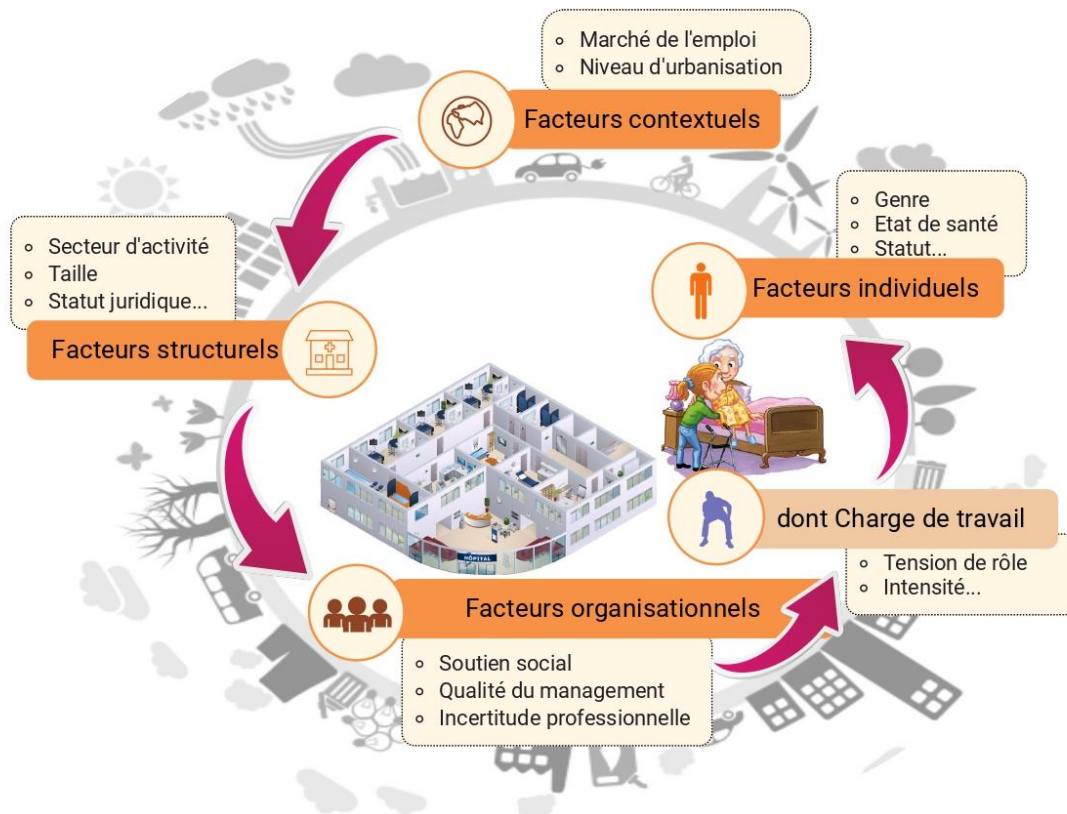 Marché de l'emploi
Niveau d'urbanisation
Facteurs contextuels
Secteur d'activité
Taille
Statut juridique...
Facteurs structurels
HÔPITAL
Facteurs organisationnels
Soutien social
Qualité du management
Incertitude professionnelle
dont Charge de travail
Tension de rôle
Intensité...
Genre
Etat de santé
Statut...
Facteurs individuels